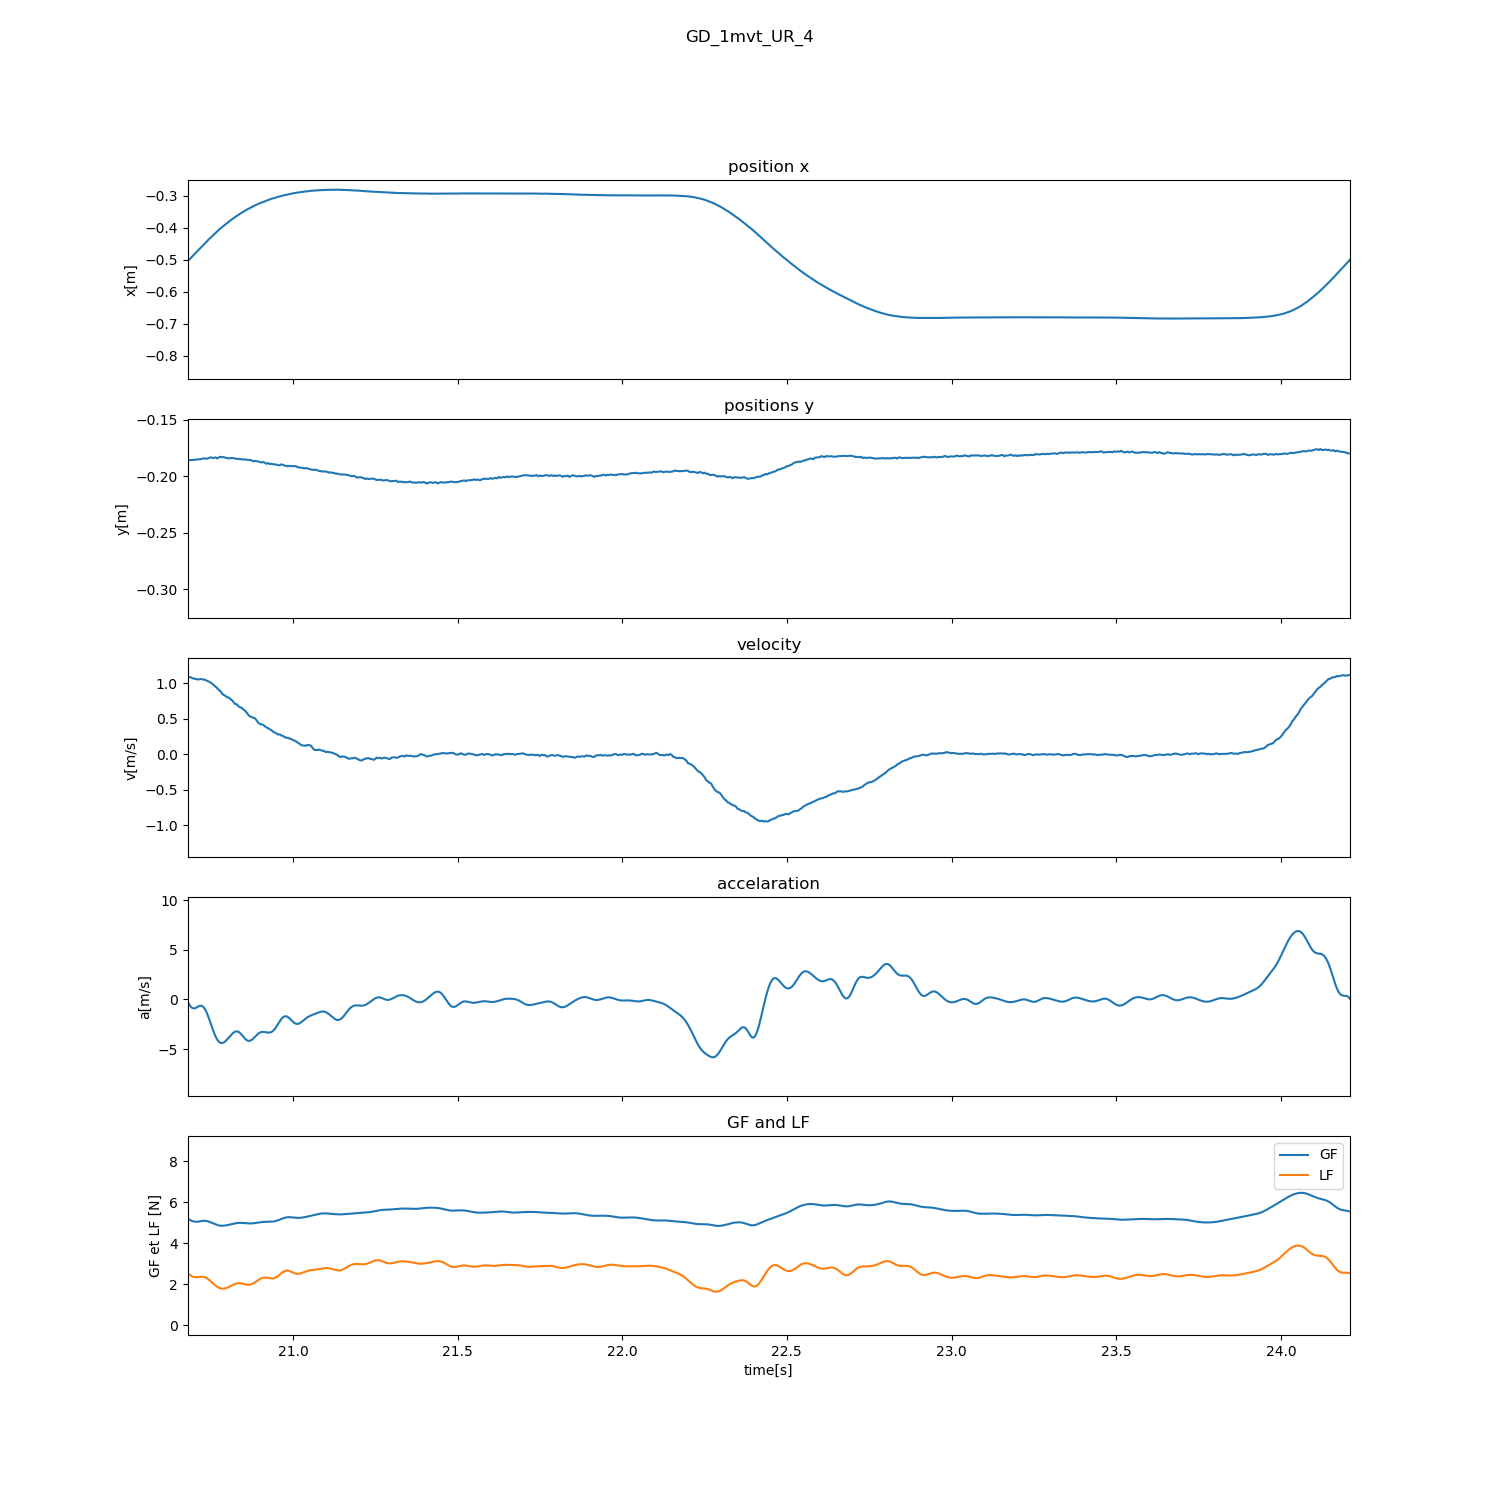 GD_1mvt_UR_4
position x
−0.3
−0.4
−0.5
−0.6
−0.7
−0.8
x[m]
positions y
−0.15
−0.20
−0.25
−0.30
y[m]
velocity
1.0
0.5
0.0
−0.5
−1.0
v[m/s]
accelaration
10
5
0
−5
a[m/s]
GF and LF
8
6
4
2
0
GF et LF [N]
GF
LF
21.0 21.5 22.0 22.5 23.0 23.5 24.0
time[s]